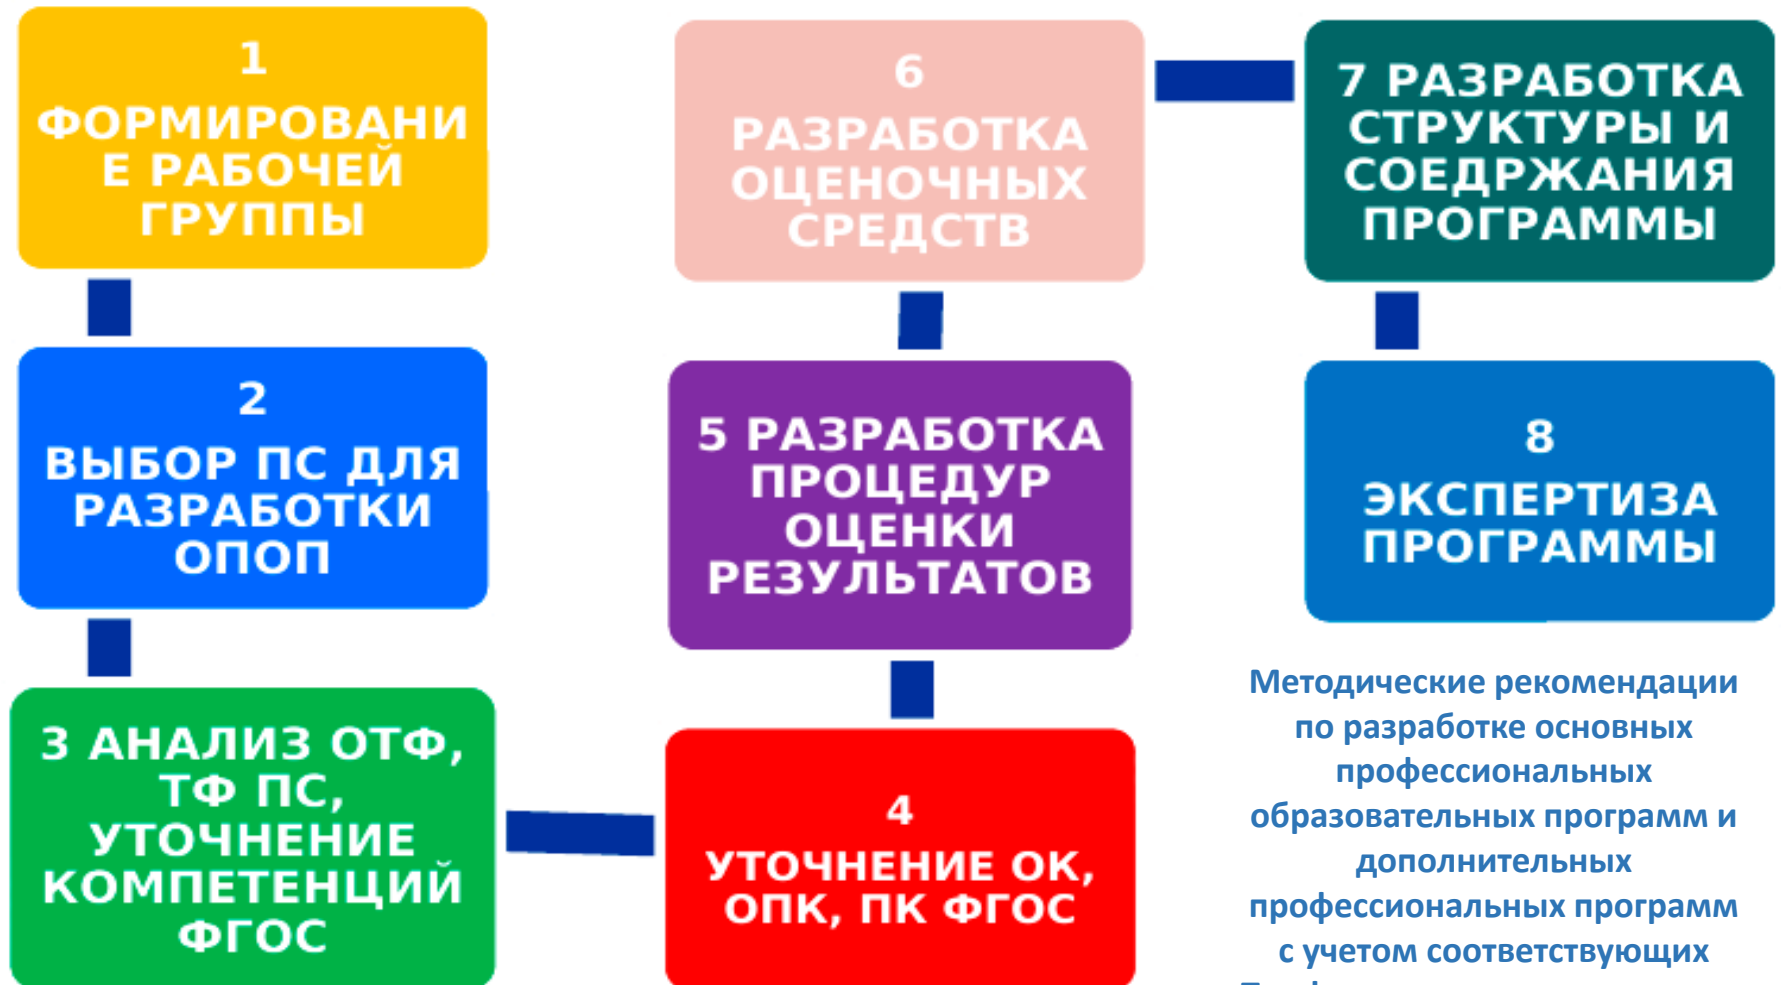 1
ФОРМИРОВАНИ
Е РАБОЧЕЙ
ГРУППЫ
2
ВЫБОР ПС ДЛЯ
РАЗРАБОТКИ
ОПОП
3 АНАЛИЗ ОТФ,
ТФ ПС,
УТОЧНЕНИЕ
КОМПЕТЕНЦИЙ
ФГОС
4
УТОЧНЕНИЕ ОК,
ОПК, ПК ФГОС
5 РАЗРАБОТКА
ПРОЦЕДУР
ОЦЕНКИ
РЕЗУЛЬТАТОВ
6
РАЗРАБОТКА
ОЦЕНОЧНЫХ
СРЕДСТВ
7 РАЗРАБОТКА
СТРУКТУРЫ И
СОЕДРЖАНИЯ
ПРОГРАММЫ
8
ЭКСПЕРТИЗА
ПРОГРАММЫ
Методические рекомендации
по разработке основных
профессиональных
образовательных программ и
дополнительных
профессиональных программ
с учетом соответствующих